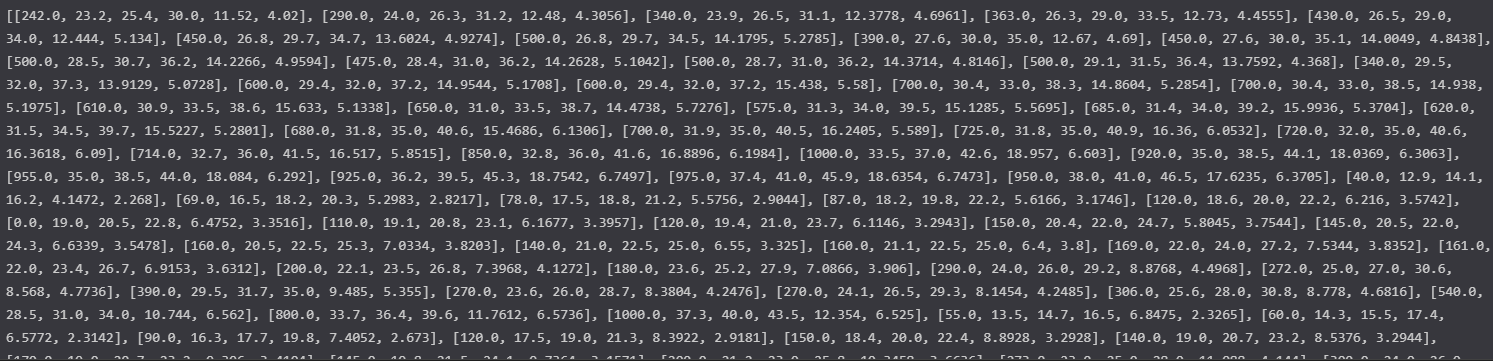 [[242.0, 23.2, 25.4, 30.0, 11.52, 4.02], [290.0, 24.0, 26.3, 31.2, 12.48, 4.3056], [340.0, 23.9, 26.5, 31.1, 12.3778, 4.6961], [363.0, 26.3, 29.0, 33.5, 12.73, 4.4555], [430.0, 26.5, 29.0,
34.0, 12.444, 5.134], [450.0, 26.8, 29.7, 34.7, 13.6024, 4.9274], [500.0, 26.8, 29.7, 34.5, 14.1795, 5.2785], [390.0, 27.6, 30.0, 35.0, 12.67, 4.69], [450.0, 27.6, 30.0, 35.1, 14.0049, 4.8438],
[500.0, 28.5, 30.7, 36.2, 14.2266, 4.9594], [475.0, 28.4, 31.0, 36.2, 14.2628, 5.1042], [500.0, 28.7, 31.0, 36.2, 14.3714, 4.8146], [500.0, 29.1, 31.5, 36.4, 13.7592, 4.368], [340.0, 29.5,
32.0, 37.3, 13.9129, 5.0728], [600.0, 29.4, 32.0, 37.2, 14.9544, 5.1708], [600.0, 29.4, 32.0, 37.2, 15.438, 5.58], [700.0, 30.4, 33.0, 38.3, 14.8604, 5.2854], [700.0, 30.4, 33.0, 38.5, 14.938,
5.1975], [610.0, 30.9, 33.5, 38.6, 15.633, 5.1338], [650.0, 31.0, 33.5, 38.7, 14.4738, 5.7276], [575.0, 31.3, 34.0, 39.5, 15.1285, 5.5695], [685.0, 31.4, 34.0, 39.2, 15.9936, 5.3704], [620.0,
31.5, 34.5, 39.7, 15.5227, 5.2801], [680.0, 31.8, 35.0, 40.6, 15.4686, 6.1306], [700.0, 31.9, 35.0, 40.5, 16.2405, 5.589], [725.0, 31.8, 35.0, 40.9, 16.36, 6.0532], [720.0, 32.0, 35.0, 40.6,
16.3618, 6.09], [714.0, 32.7, 36.0, 41.5, 16.517, 5.8515], [850.0, 32.8, 36.0, 41.6, 16.8896, 6.1984], [1000.0, 33.5, 37.0, 42.6, 18.957, 6.603], [920.0, 35.0, 38.5, 44.1, 18.0369, 6.3063],
[955.0, 35.0, 38.5, 44.0, 18.084, 6.292], [925.0, 36.2, 39.5, 45.3, 18.7542, 6.7497], [975.0, 37.4, 41.0, 45.9, 18.6354, 6.7473], [950.0, 38.0, 41.0, 46.5, 17.6235, 6.3705], [40.0, 12.9, 14.1,
16.2, 4.1472, 2.268], [69.0, 16.5, 18.2, 20.3, 5.2983, 2.8217], [78.0, 17.5, 18.8, 21.2, 5.5756, 2.9044], [87.0, 18.2, 19.8, 22.2, 5.6166, 3.1746], [120.0, 18.6, 20.0, 22.2, 6.216, 3.5742],
[0.0, 19.0, 20.5, 22.8, 6.4752, 3.3516], [110.0, 19.1, 20.8, 23.1, 6.1677, 3.3957], [120.0, 19.4, 21.0, 23.7, 6.1146, 3.2943], [150.0, 20.4, 22.0, 24.7, 5.8045, 3.7544], [145.0, 20.5, 22.0,
24.3, 6.6339, 3.5478], [160.0, 20.5, 22.5, 25.3, 7.0334, 3.8203], [140.0, 21.0, 22.5, 25.0, 6.55, 3.325], [160.0, 21.1, 22.5, 25.0, 6.4, 3.8], [169.0, 22.0, 24.0, 27.2, 7.5344, 3.8352], [161.0,
22.0, 23.4, 26.7, 6.9153, 3.6312], [200.0, 22.1, 23.5, 26.8, 7.3968, 4.1272], [180.0, 23.6, 25.2, 27.9, 7.0866, 3.906], [290.0, 24.0, 26.0, 29.2, 8.8768, 4.4968], [272.0, 25.0, 27.0, 30.6,
8.568, 4.7736], [390.0, 29.5, 31.7, 35.0, 9.485, 5.355], [270.0, 23.6, 26.0, 28.7, 8.3804, 4.2476], [270.0, 24.1, 26.5, 29.3, 8.1454, 4.2485], [306.0, 25.6, 28.0, 30.8, 8.778, 4.6816], [540.0,
28.5, 31.0, 34.0, 10.744, 6.562], [800.0, 33.7, 36.4, 39.6, 11.7612, 6.5736], [1000.0, 37.3, 40.0, 43.5, 12.354, 6.525], [55.0, 13.5, 14.7, 16.5, 6.8475, 2.3265], [60.0, 14.3, 15.5, 17.4,
6.5772, 2.3142], [90.0, 16.3, 17.7, 19.8, 7.4052, 2.673], [120.0, 17.5, 19.0, 21.3, 8.3922, 2.9181], [150.0, 18.4, 20.0, 22.4, 8.8928, 3.2928], [140.0, 19.0, 20.7, 23.2, 8.5376, 3.2944],